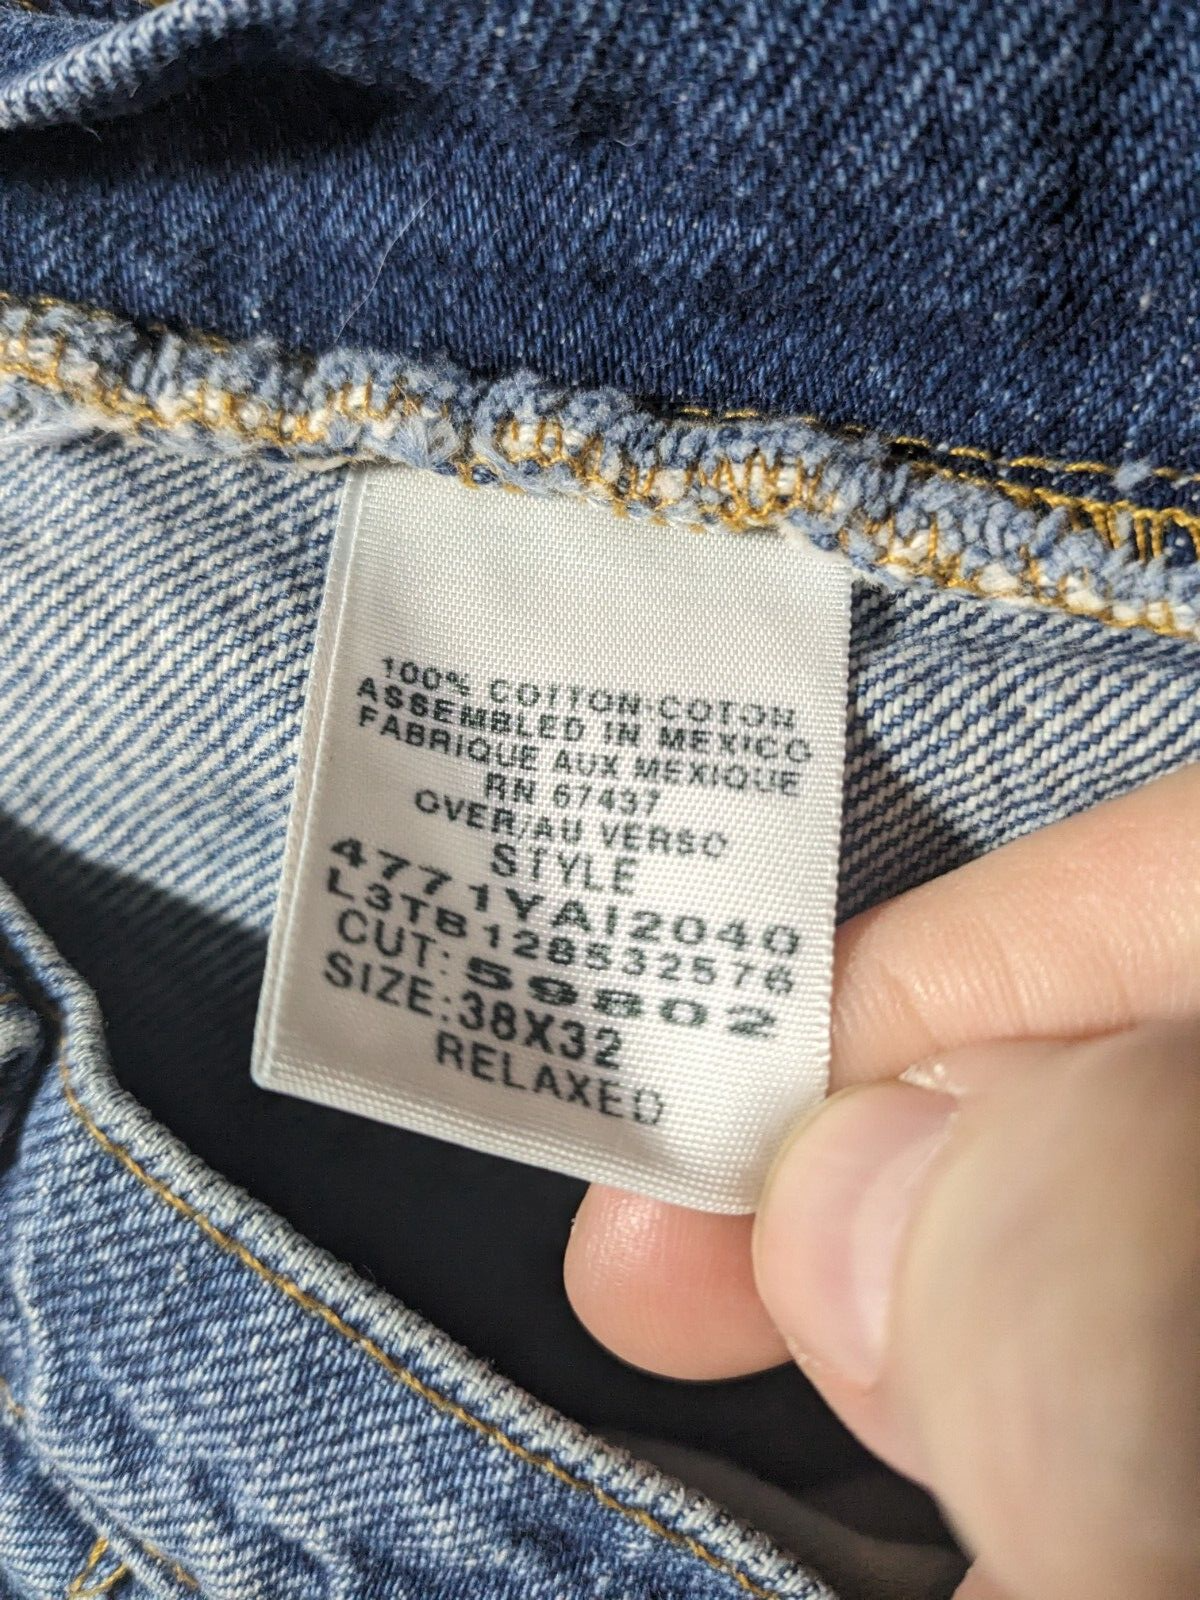 100% COTTON·COTON
ASSEMBLED IN MEXICO
FABRIQUE AUX MEXIQUE
RN 67437
OVER/AU VERSO
STYLE
4771YAI2040
L3TB128532576
CUT: 59802
SIZE:38X32
RELAXED